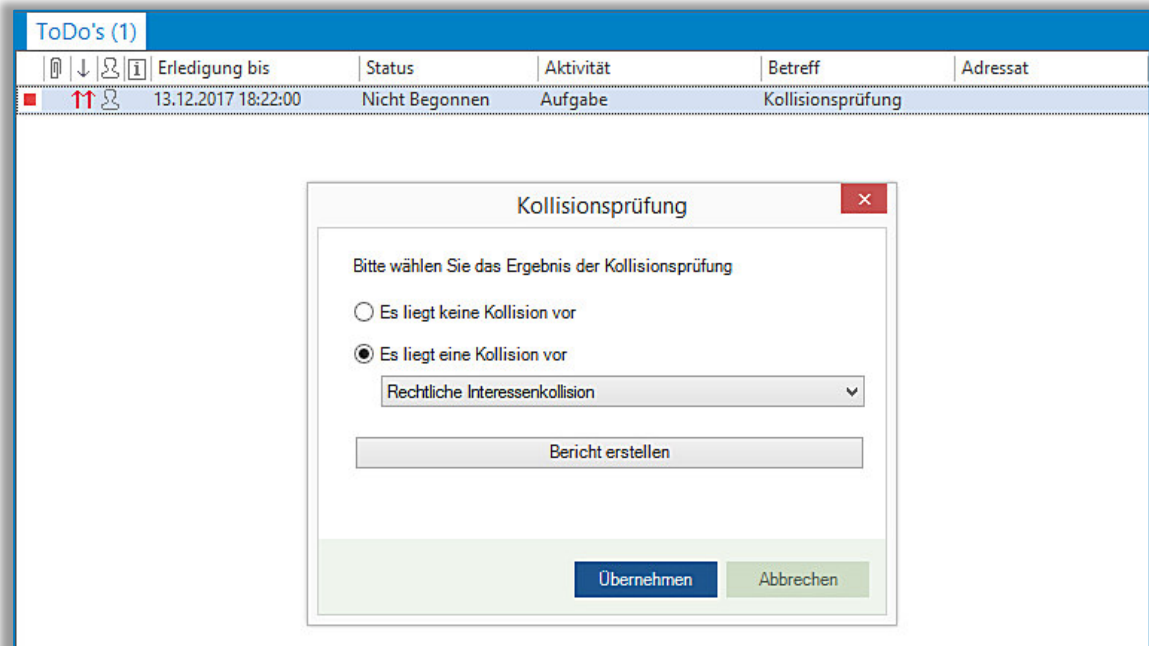 ToDo's (1)
Erledigung bis Status Aktivität Betreff Adressat
13.12.2017 18:22:00 Nicht Begonnen Aufgabe Kollisionsprüfung
Kollisionsprüfung
Bitte wählen Sie das Ergebnis der Kollisionsprüfung
Es liegt keine Kollision vor
Es liegt eine Kollision vor
Rechtliche Interessenkollision
Bericht erstellen
Übernehmen Abbrechen